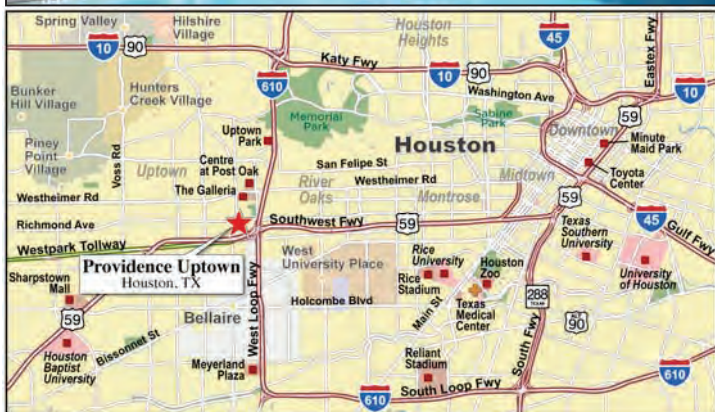 Spring Valley
Hilshire
Village
10
90
Houston
Heights
45
Eastex Fwy
Katy Fwy
610
10
90
Washington Ave
59
10
Bunker
Hill Village
Hunters
Creek Village
Memorial
Park
Sabine
Park
Houston
Downtown
Minute
Maid Park
Piney
Point
Village
Voss Rd
Uptown
Uptown
Park
Centre
at Post Oak
San Felipe St
Westheimer Rd
Midtown
Toyota
Center
Westheimer Rd
The Galleria
River
Oaks
Montrose
59
Richmond Ave
Southwest Fwy
59
Texas
Southern
University
45
Gulf Fwy
Westpark Tollway
Providence Uptown
Houston, TX
West
University Place
Rice
University
Rice
Stadium
Houston
Zoo
University
of Houston
Sharpstown
Mall
West Loop Fwy
Holcombe Blvd
Main St
Texas
Medical
Center
288
90
59
Bissonnet St
Bellaire
South Fwy
Houston
Baptist
University
Meyerland
Plaza
Reliant
Stadium
610
South Loop Fwy
610